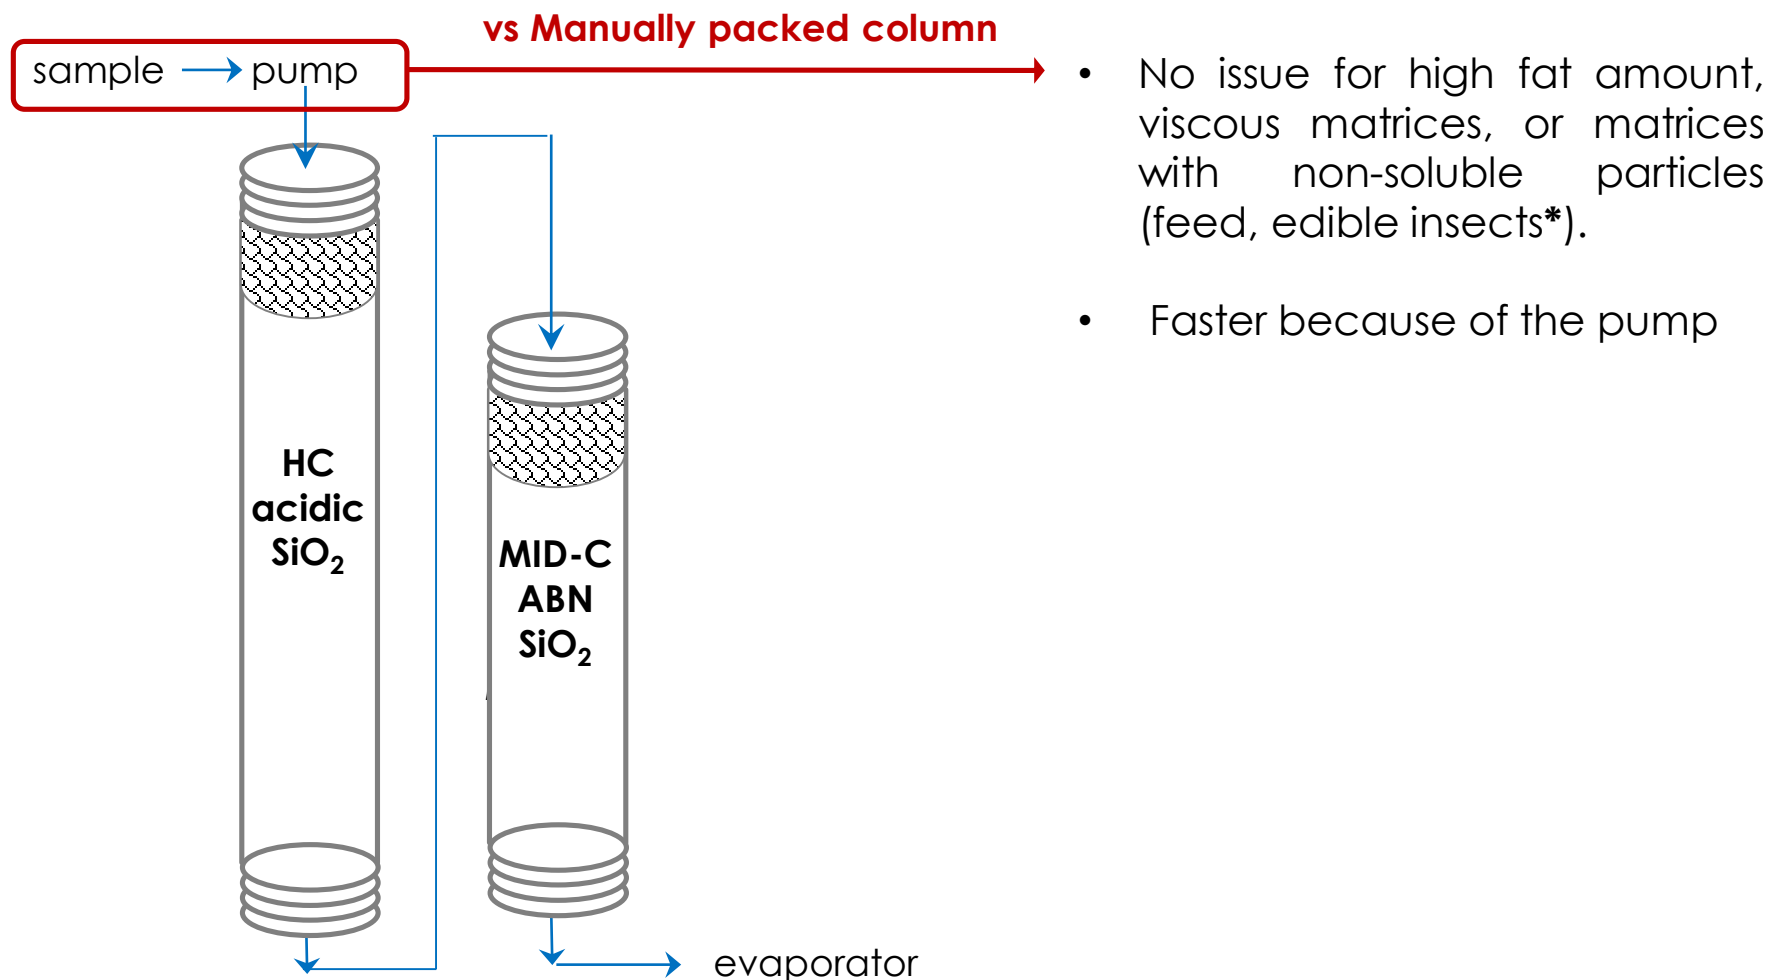 vs Manually packed column
sample pump
• No issue for high fat amount,
viscous matrices, or matrices
with non-soluble particles
(feed, edible insects*).
• Faster because of the pump
HC
acidic
SiO₂
MID-C
ABN
SiO₂
evaporator